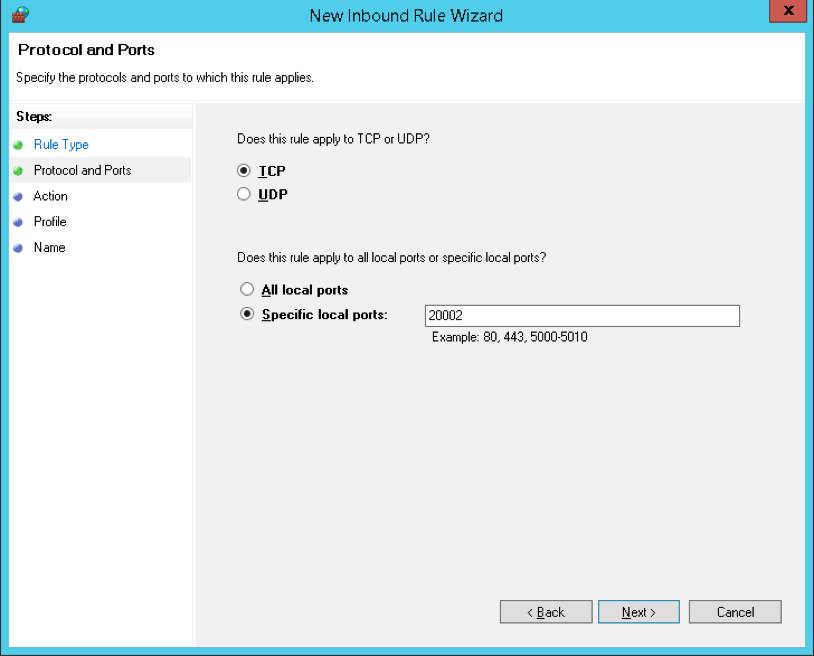 New Inbound Rule Wizard
x
Protocol and Ports
Specify the protocols and ports to which this rule applies.
Steps:
Rule Type
Protocol and Ports
Action
Profile
Name
Does this rule apply to TCP or UDP?
TCP
UDP
Does this rule apply to all local ports or specific local ports?
All local ports
Specific local ports: 20002
Example: 80, 443, 5000-5010
< Back Next > Cancel